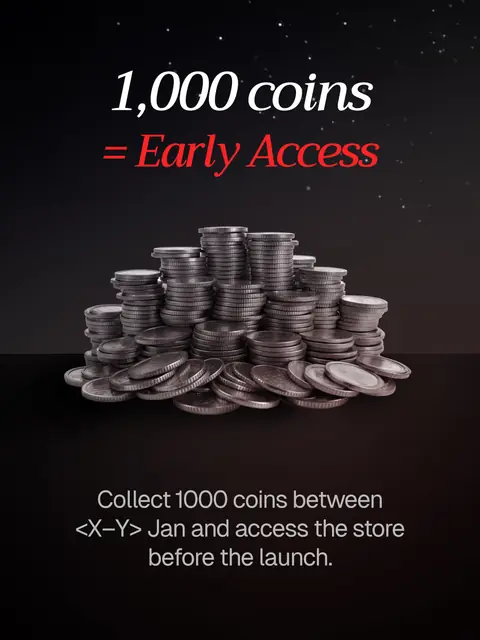 1,000 coins
= Early Access
Collect 1000 coins between
<X–Y> Jan and access the store
before the launch.